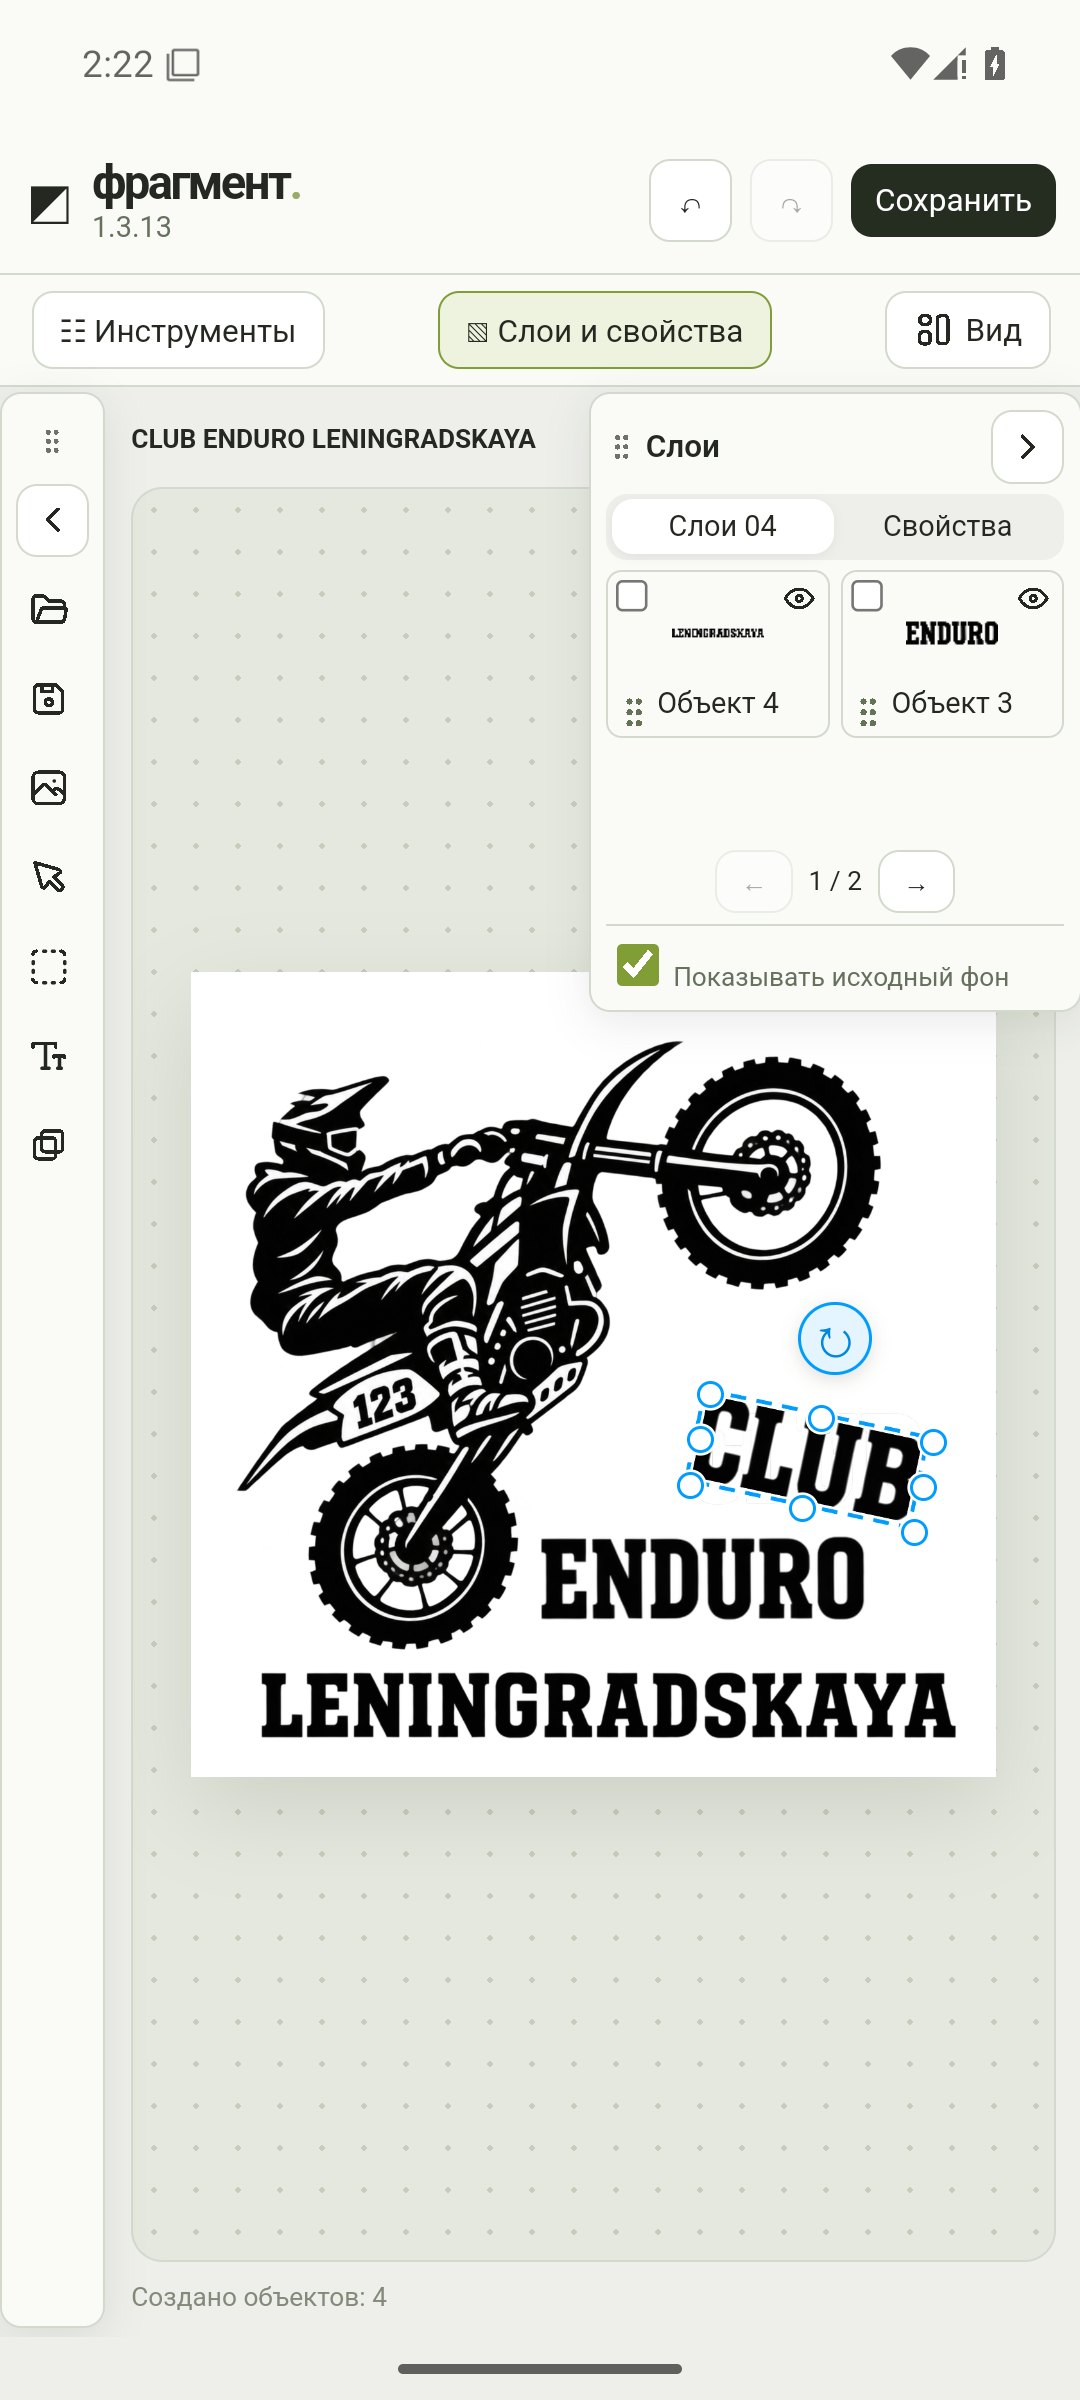 2:22
фрагмент.
1.3.13
Сохранить
Инструменты
Слои и свойства
Вид
CLUB ENDURO LENINGRADSKAYA
Слои
Слои 04
Свойства
LENINGRADSKAYA
ENDURO
Объект 4
Объект 3
← 1 / 2 →
Показывать исходный фон
123
CLUB
ENDURO
LENINGRADSKAYA
Создано объектов: 4